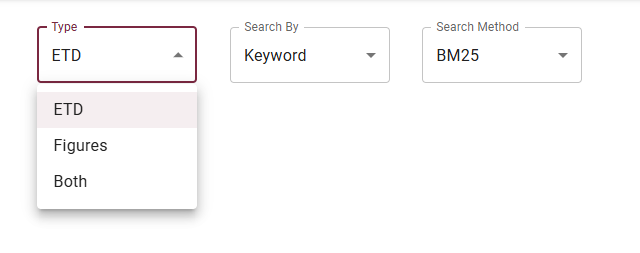 Type Search By Search Method
ETD Keyword BM25
ETD
Figures
Both